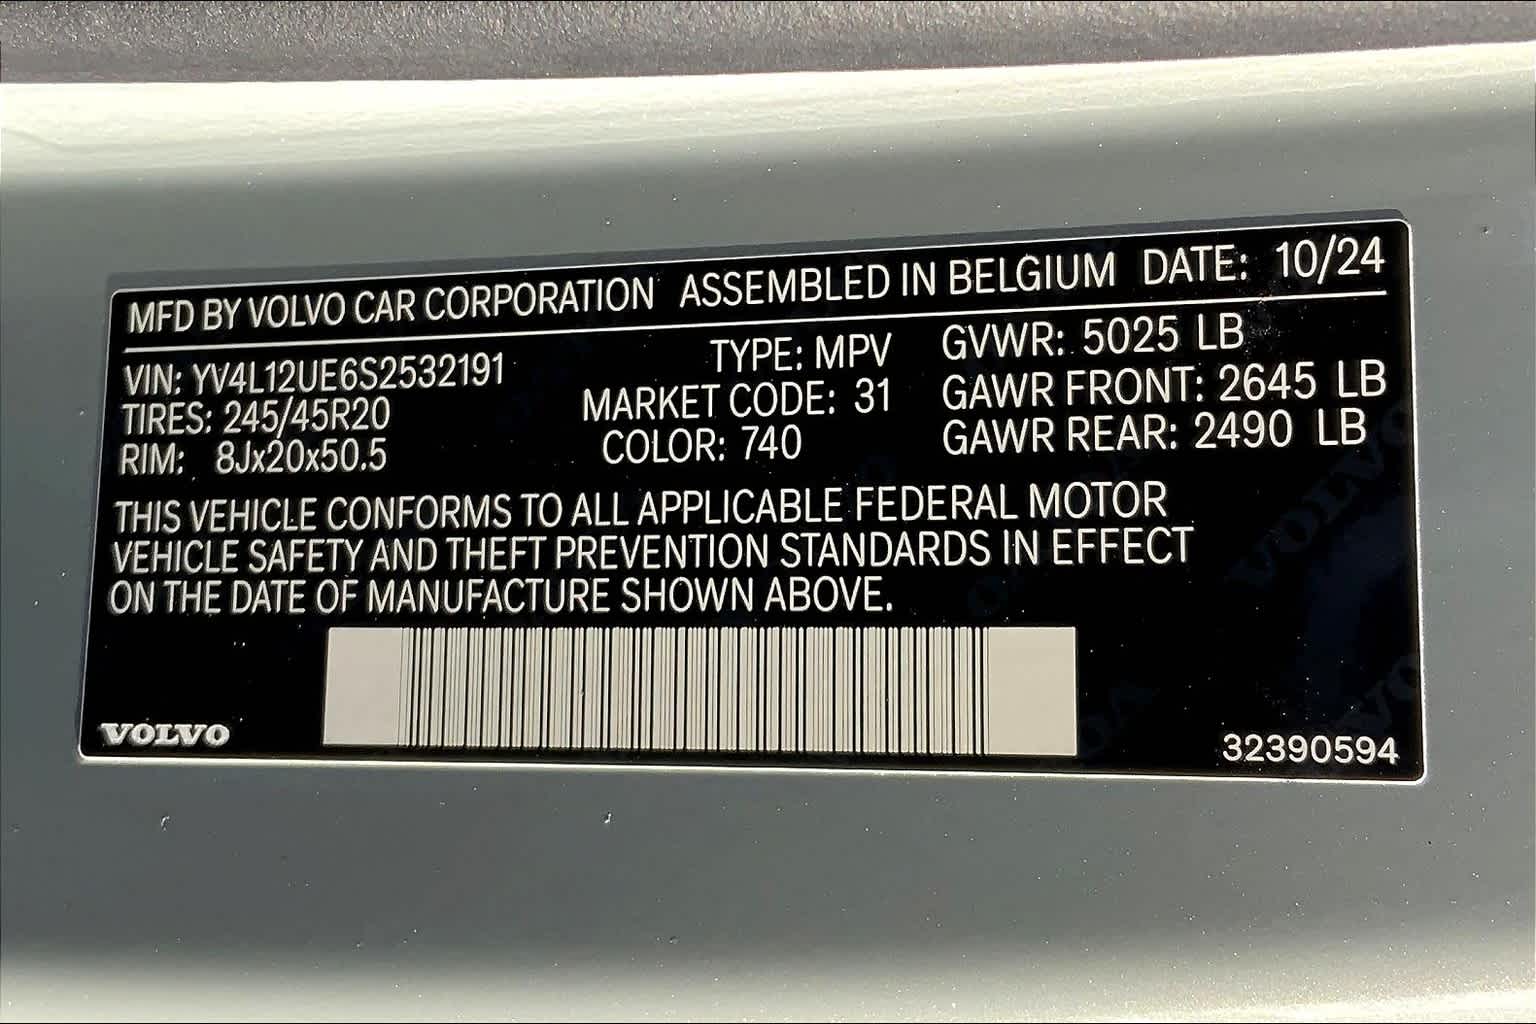 MFD BY VOLVO CAR CORPORATION ASSEMBLED IN BELGIUM DATE: 10/24
VIN: YV4L12UE6S2532191 TYPE: MPV GVWR: 5025 LB
TIRES: 245/45R20 MARKET CODE: 31 GAWR FRONT: 2645 LB
RIM: 8Jx20x50.5 COLOR: 740 GAWR REAR: 2490 LB
THIS VEHICLE CONFORMS TO ALL APPLICABLE FEDERAL MOTOR
VEHICLE SAFETY AND THEFT PREVENTION STANDARDS IN EFFECT
ON THE DATE OF MANUFACTURE SHOWN ABOVE.
VOLVO 32390594